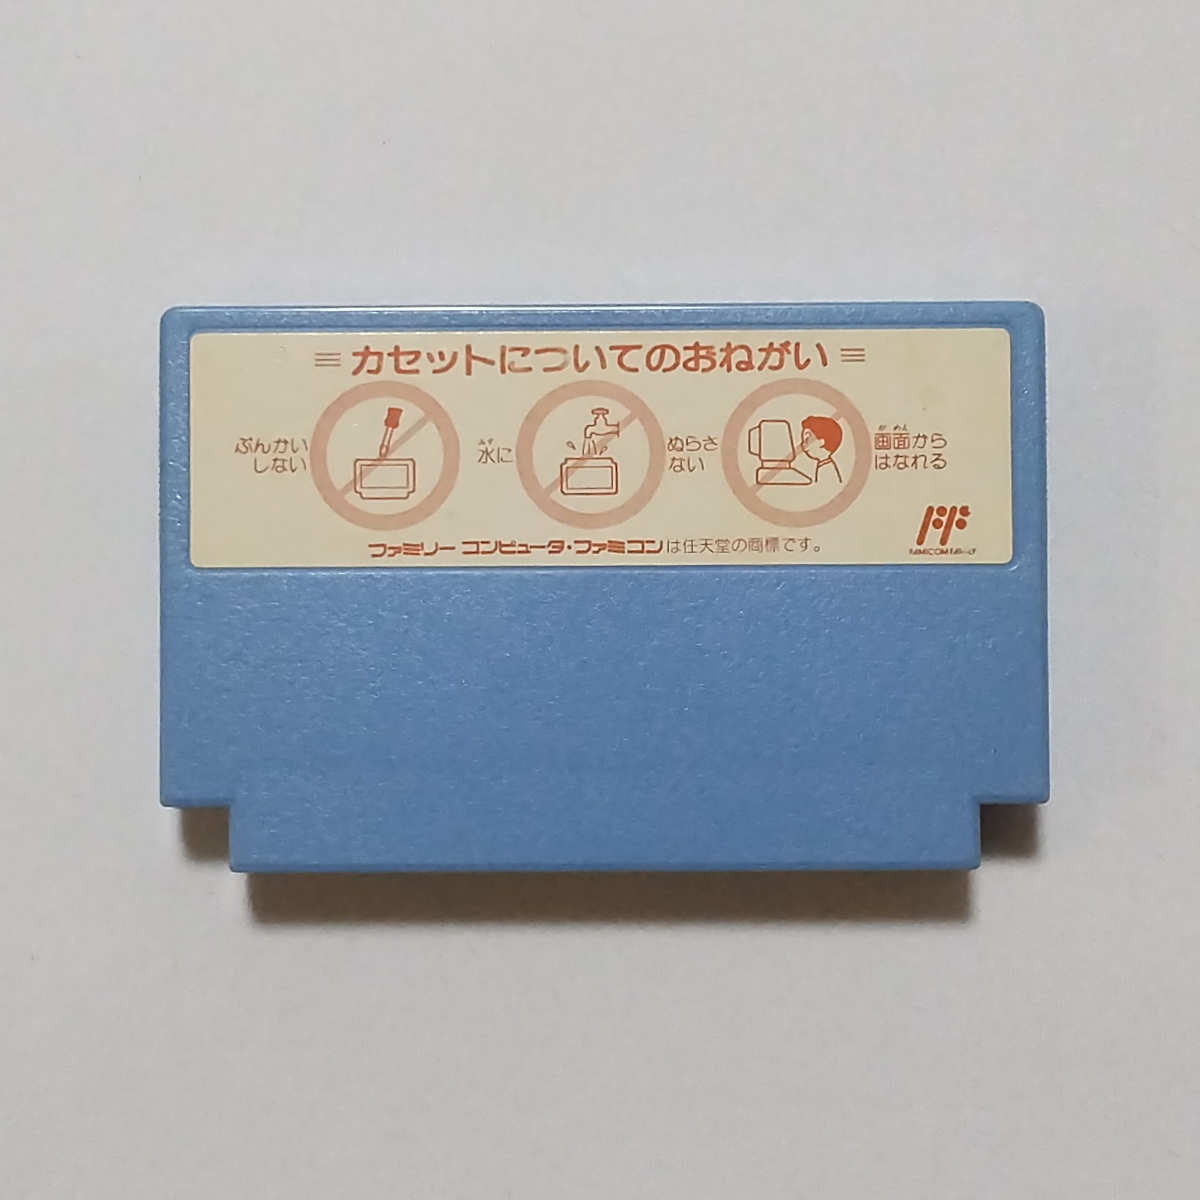 カセットについてのおねがい
ぶんかい
しない
みず
水に
ぬらさ
ない
がめん
画面から
はなれる
ファミリー コンピュータ・ファミコンは任天堂の商標です。
FF
FAMICOM FAMILY